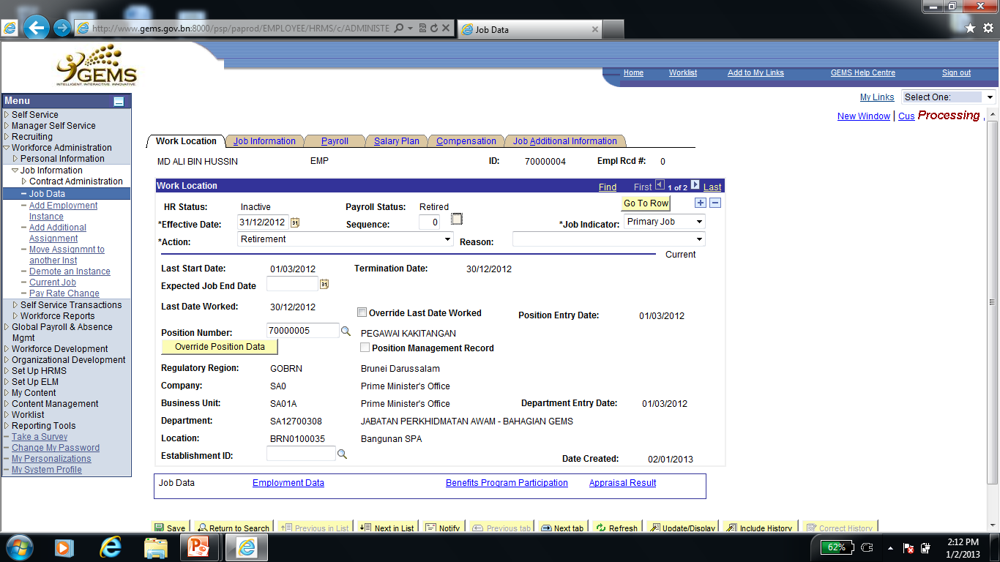 http://www.gems.gov.bn:8000/psp/paprod/EMPLOYEE/HRMS/c/ADMINISTE
Job Data
GEMS
INTELLIGENT. INTERACTIVE. INNOVATIVE.
Home Worklist Add to My Links GEMS Help Centre Sign out
My Links Select One:
New Window | Cus Processing
Menu
Self Service
Manager Self Service
Recruiting
Workforce Administration
Personal Information
Job Information
Contract Administration
Job Data
Add Employment
Instance
Add Additional
Assignment
Move Assignmnt to
another Inst
Demote an Instance
Current Job
Pay Rate Change
Self Service Transactions
Workforce Reports
Global Payroll & Absence
Mgmt
Workforce Development
Organizational Development
Set Up HRMS
Set Up ELM
My Content
Content Management
Worklist
Reporting Tools
Take a Survey
Change My Password
My Personalizations
My System Profile
Work Location Job Information Payroll Salary Plan Compensation Job Additional Information
MD ALI BIN HUSSIN EMP ID: 70000004 Empl Rcd #: 0
Work Location Find First 1 of 2 Last
HR Status: Inactive Payroll Status: Retired Go To Row
*Effective Date: 31/12/2012 Sequence: 0 *Job Indicator: Primary Job
*Action: Retirement Reason:
Current
Last Start Date: 01/03/2012 Termination Date: 30/12/2012
Expected Job End Date
Last Date Worked: 30/12/2012 Override Last Date Worked Position Entry Date: 01/03/2012
Position Number: 70000005 PEGAWAI KAKITANGAN
Override Position Data Position Management Record
Regulatory Region: GOBRN Brunei Darussalam
Company: SA0 Prime Minister's Office
Business Unit: SA01A Prime Minister's Office Department Entry Date: 01/03/2012
Department: SA12700308 JABATAN PERKHIDMATAN AWAM - BAHAGIAN GEMS
Location: BRN0100035 Bangunan SPA
Establishment ID: Date Created: 02/01/2013
Job Data Employment Data Benefits Program Participation Appraisal Result
Save Return to Search Previous in List Next in List Notify Previous tab Next tab Refresh Update/Display Include History Correct History
62% 2:12 PM
1/2/2013